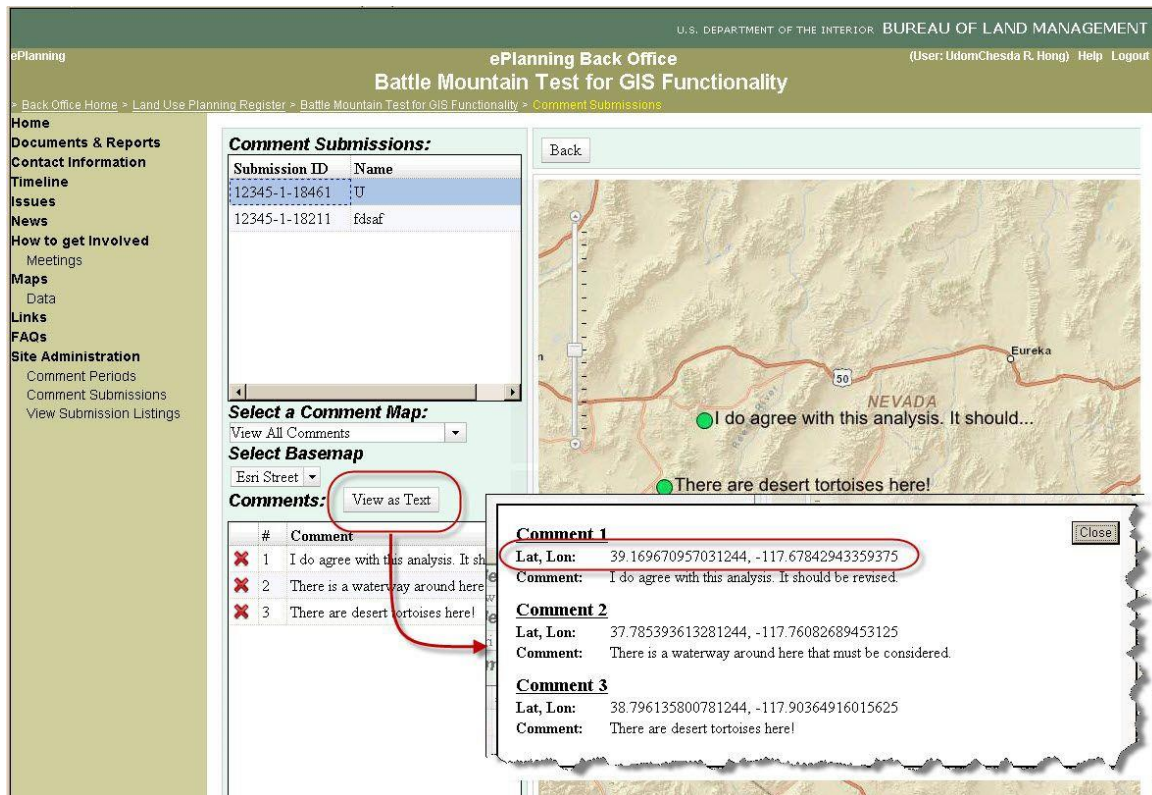 U.S. DEPARTMENT OF THE INTERIOR BUREAU OF LAND MANAGEMENT
ePlanning
ePlanning Back Office
(User: UdomChesda R. Hong) Help Logout
Battle Mountain Test for GIS Functionality
> Back Office Home > Land Use Planning Register > Battle Mountain Test for GIS Functionality > Comment Submissions
Home
Documents & Reports
Contact Information
Timeline
Issues
News
How to get Involved
Meetings
Maps
Data
Links
FAQs
Site Administration
Comment Periods
Comment Submissions
View Submission Listings
Comment Submissions:
Submission ID Name
12345-1-18461 U
12345-1-18211 fdsaf
Select a Comment Map:
View All Comments
Select Basemap
Esri Street
Comments: View as Text
# Comment
1 I do agree with this analysis. It sh
2 There is a waterway around here
3 There are desert tortoises here!
Back
Eureka
50
NEVADA
I do agree with this analysis. It should...
There are desert tortoises here!
Close
Comment 1
Lat, Lon: 39.169670957031244, -117.67842943359375
Comment: I do agree with this analysis. It should be revised.
Comment 2
Lat, Lon: 37.785393613281244, -117.76082689453125
Comment: There is a waterway around here that must be considered.
Comment 3
Lat, Lon: 38.796135800781244, -117.90364916015625
Comment: There are desert tortoises here!